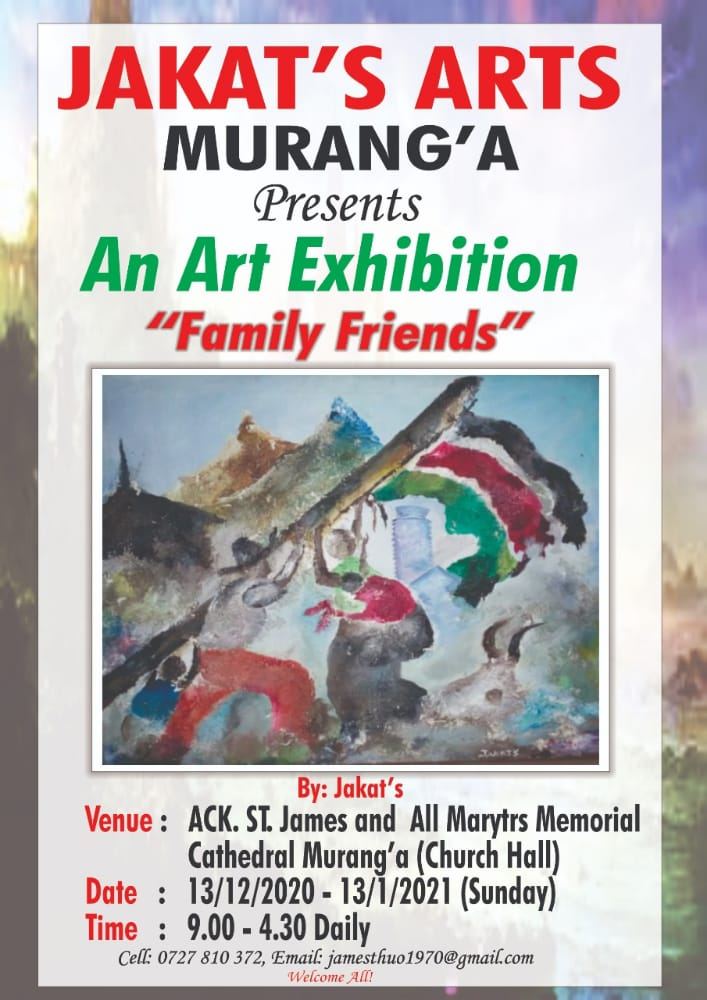 JAKAT'S ARTS
MURANG'A
Presents
An Art Exhibition
"Family Friends"
JAKATS
By: Jakat's
Venue : ACK. ST. James and All Marytrs Memorial
Cathedral Murang'a (Church Hall)
Date : 13/12/2020 - 13/1/2021 (Sunday)
Time : 9.00 - 4.30 Daily
Cell: 0727 810 372, Email: jamesthuo1970@gmail.com
Welcome All!